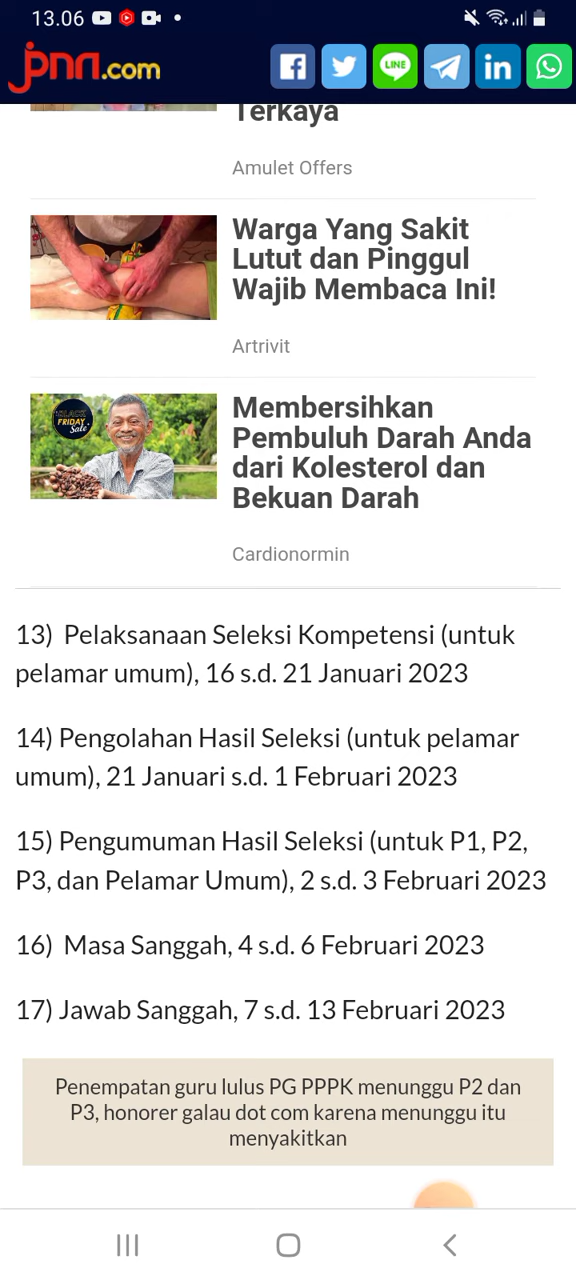 13.06
jpnn.com
LINE
in
Terkaya
Amulet Offers
Warga Yang Sakit
Lutut dan Pinggul
Wajib Membaca Ini!
Artrivit
BLACK
FRIDAY
Sale
Membersihkan
Pembuluh Darah Anda
dari Kolesterol dan
Bekuan Darah
Cardionormin
13)  Pelaksanaan Seleksi Kompetensi (untuk
pelamar umum), 16 s.d. 21 Januari 2023
14) Pengolahan Hasil Seleksi (untuk pelamar
umum), 21 Januari s.d. 1 Februari 2023
15) Pengumuman Hasil Seleksi (untuk P1, P2,
P3, dan Pelamar Umum), 2 s.d. 3 Februari 2023
16)  Masa Sanggah, 4 s.d. 6 Februari 2023
17) Jawab Sanggah, 7 s.d. 13 Februari 2023
Penempatan guru lulus PG PPPK menunggu P2 dan
P3, honorer galau dot com karena menunggu itu
menyakitkan